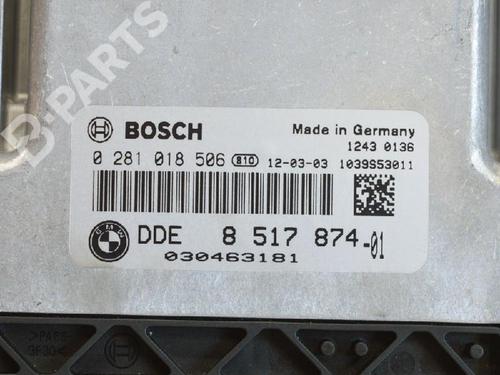 B-PARTS
BOSCH
Made in Germany
1243 0136
0 281 018 506 810 12-03-03 1039S53011
BMW
DDE 8 517 874-01
030463181